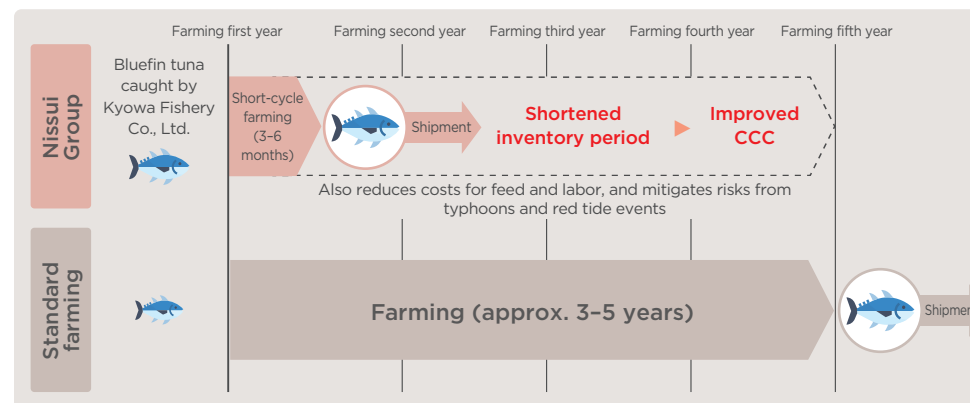 Farming first year
Farming second year
Farming third year
Farming fourth year
Farming fifth year
Nissui
Group
Bluefin tuna
caught by
Kyowa Fishery
Co., Ltd.
Short-cycle
farming
(3–6
months)
Shipment
Shortened
inventory period
Improved
CCC
Also reduces costs for feed and labor, and mitigates risks from
typhoons and red tide events
Standard
farming
Farming (approx. 3–5 years)
Shipmen